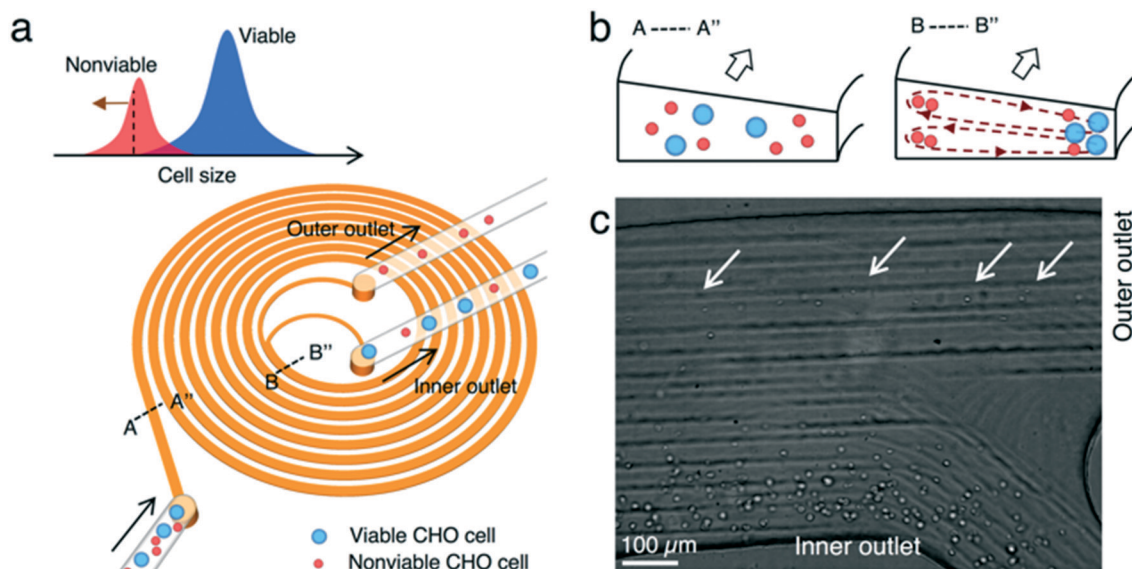 a
Viable
Nonviable
Cell size
Outer outlet
B''
B
A''
A
Inner outlet
Viable CHO cell
Nonviable CHO cell
b
A A''
B B''
c
Outer outlet
100 μm
Inner outlet